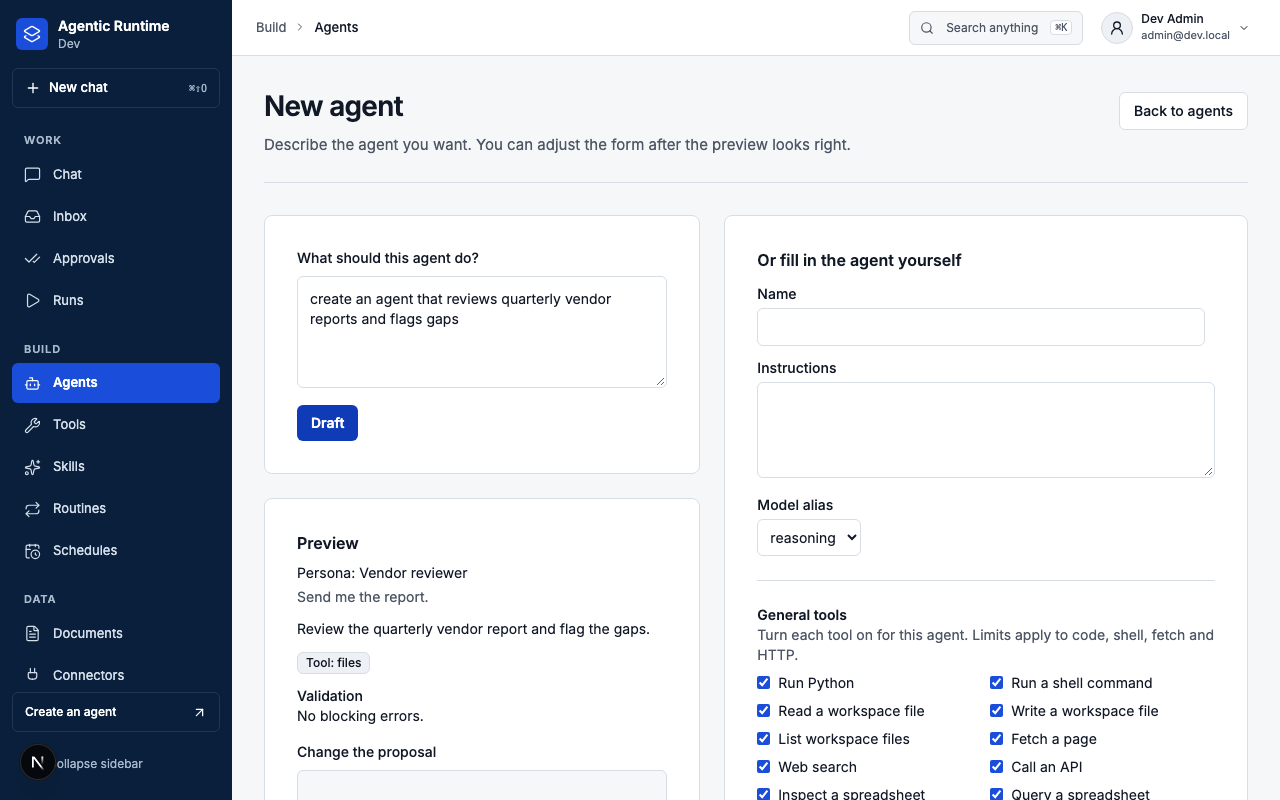 Agentic Runtime
Dev
New chat
⌘⇧O
WORK
Chat
Inbox
Approvals
Runs
BUILD
Agents
Tools
Skills
Routines
Schedules
DATA
Documents
Connectors
Create an agent
N
ollapse sidebar
Build
Agents
Search anything
⌘K
Dev Admin
admin@dev.local
New agent
Describe the agent you want. You can adjust the form after the preview looks right.
Back to agents
What should this agent do?
create an agent that reviews quarterly vendor
reports and flags gaps
Draft
Preview
Persona: Vendor reviewer
Send me the report.
Review the quarterly vendor report and flag the gaps.
Tool: files
Validation
No blocking errors.
Change the proposal
Or fill in the agent yourself
Name
Instructions
Model alias
reasoning
General tools
Turn each tool on for this agent. Limits apply to code, shell, fetch and
HTTP.
Run Python
Run a shell command
Read a workspace file
Write a workspace file
List workspace files
Fetch a page
Web search
Call an API
Inspect a spreadsheet
Query a spreadsheet